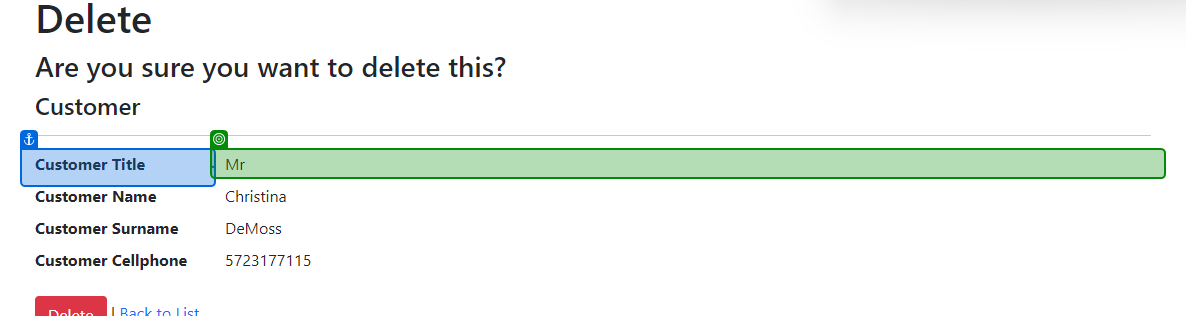 Delete
Are you sure you want to delete this?
Customer
Customer Title Mr
Customer Name Christina
Customer Surname DeMoss
Customer Cellphone 5723177115
Delete | Back to List